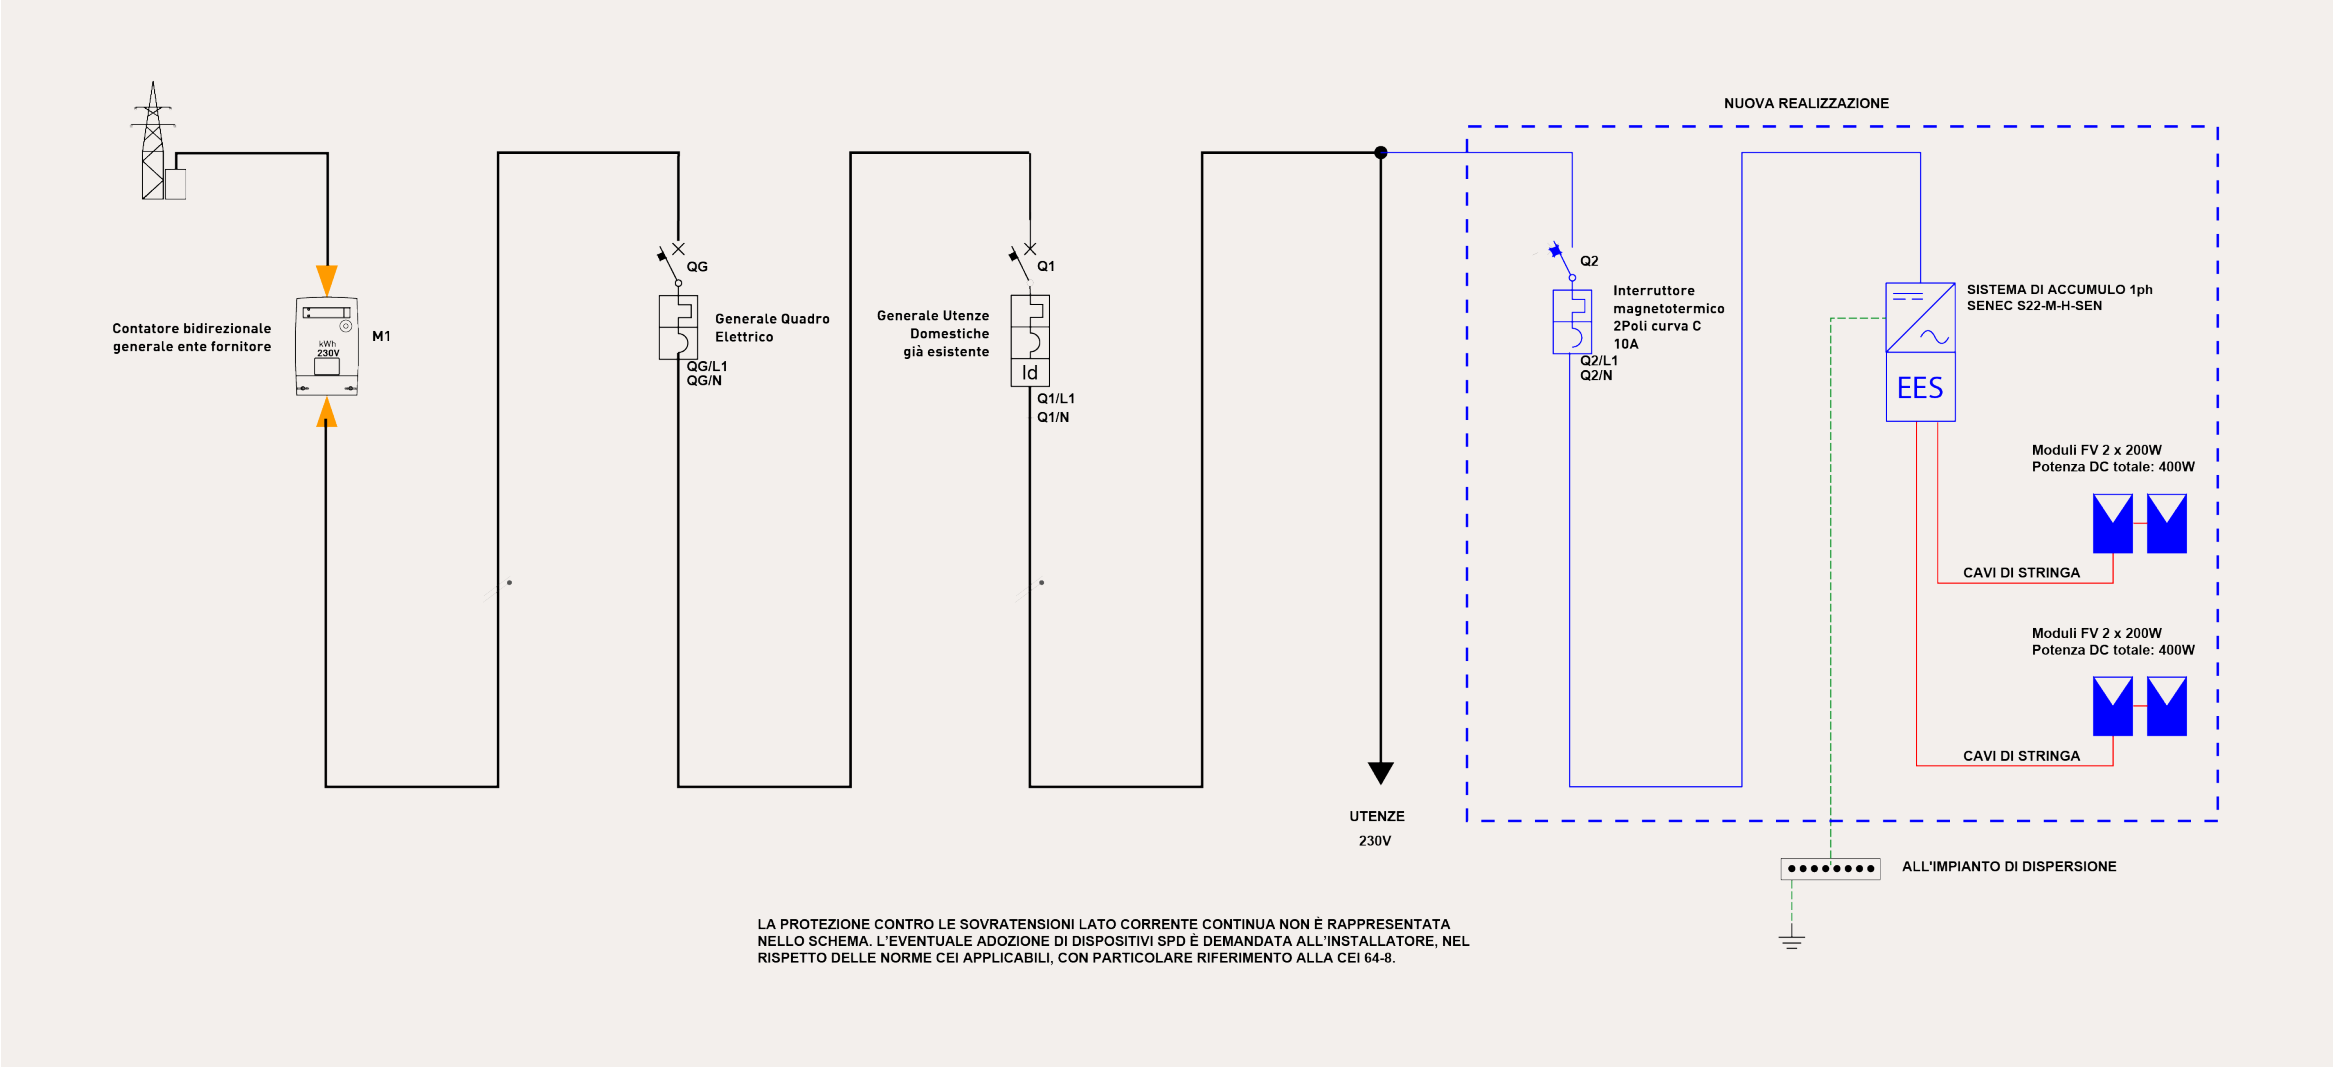 NUOVA REALIZZAZIONE
Contatore bidirezionale
generale ente fornitore
kWh
230V
M1
QG
Generale Quadro
Elettrico
QG/L1
QG/N
Generale Utenze
Domestiche
già esistente
Q1
Id
Q1/L1
Q1/N
Q2
Interruttore
magnetotermico
2Poli curva C
10A
Q2/L1
Q2/N
SISTEMA DI ACCUMULO 1ph
SENEC S22-M-H-SEN
EES
Moduli FV 2 x 200W
Potenza DC totale: 400W
CAVI DI STRINGA
Moduli FV 2 x 200W
Potenza DC totale: 400W
CAVI DI STRINGA
UTENZE
230V
ALL'IMPIANTO DI DISPERSIONE
LA PROTEZIONE CONTRO LE SOVRATENSIONI LATO CORRENTE CONTINUA NON È RAPPRESENTATA
NELLO SCHEMA. L’EVENTUALE ADOZIONE DI DISPOSITIVI SPD È DEMANDATA ALL’INSTALLATORE, NEL
RISPETTO DELLE NORME CEI APPLICABILI, CON PARTICOLARE RIFERIMENTO ALLA CEI 64-8.